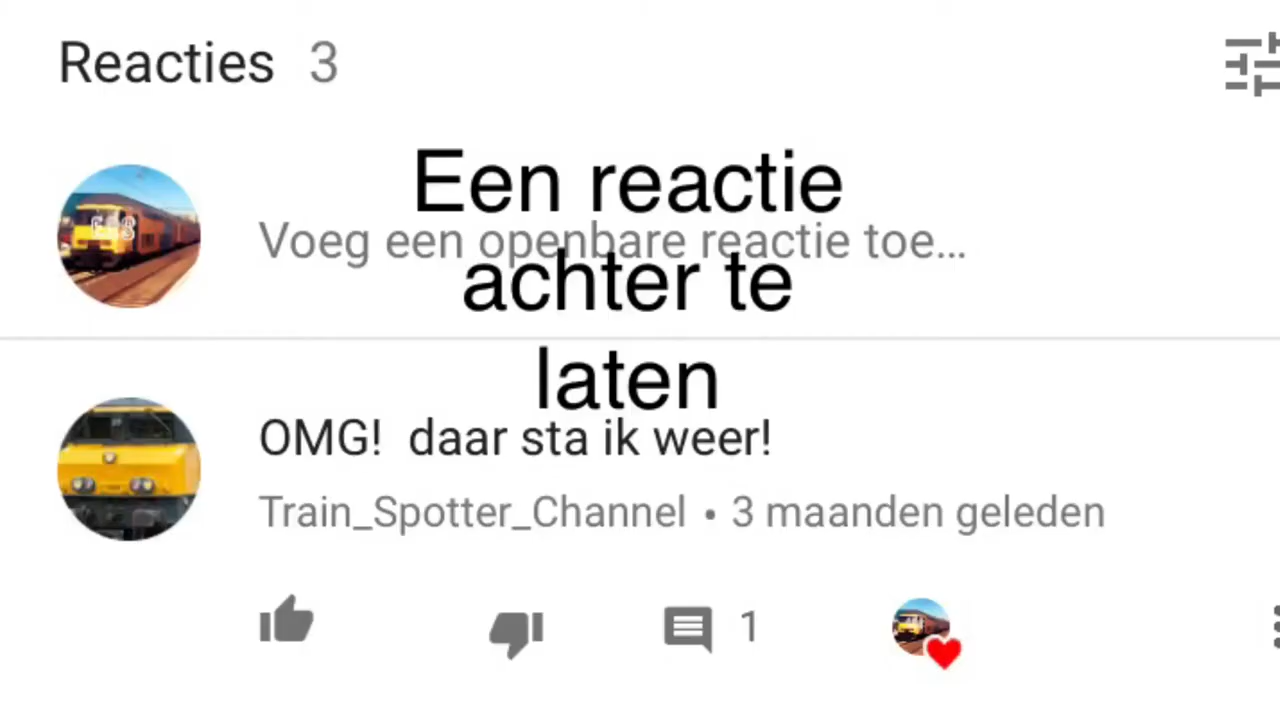 Reacties 3
Een reactie
Voeg een openbare reactie toe...
achter te
laten
OMG!  daar sta ik weer!
Train_Spotter_Channel • 3 maanden geleden
1